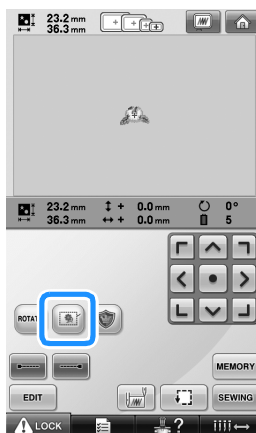 23.2 mm
36.3 mm
23.2 mm + 0.0 mm 0°
36.3 mm + 0.0 mm 5
ROTAT
MEMORY
EDIT
SEWING
LOCK ?